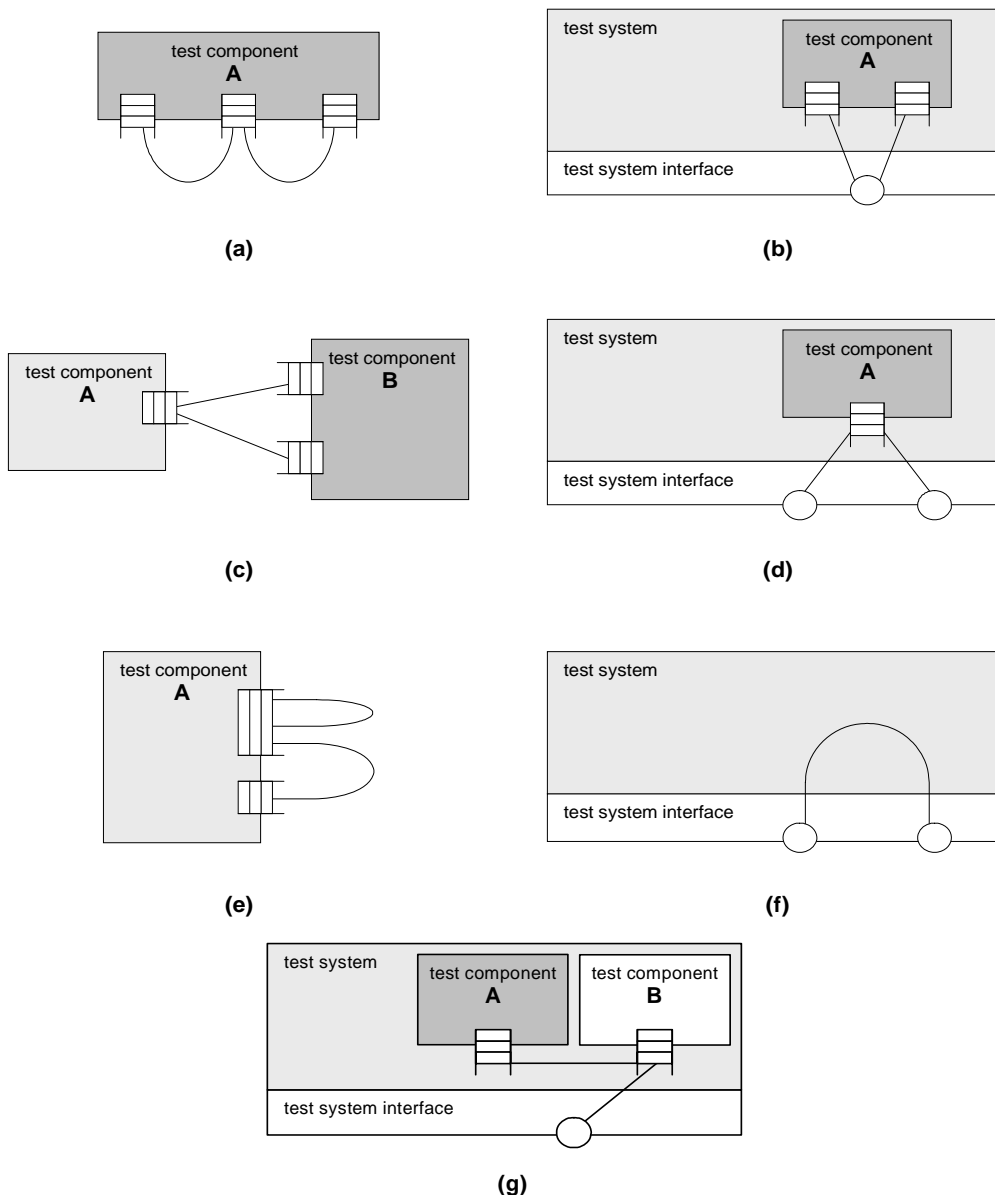 test component
A
(a)
test system
test component
A
test system interface
(b)
test component
A
test component
B
(c)
test system
test component
A
test system interface
(d)
test component
A
(e)
test system
test system interface
(f)
test system
test component
A
test component
B
test system interface
(g)